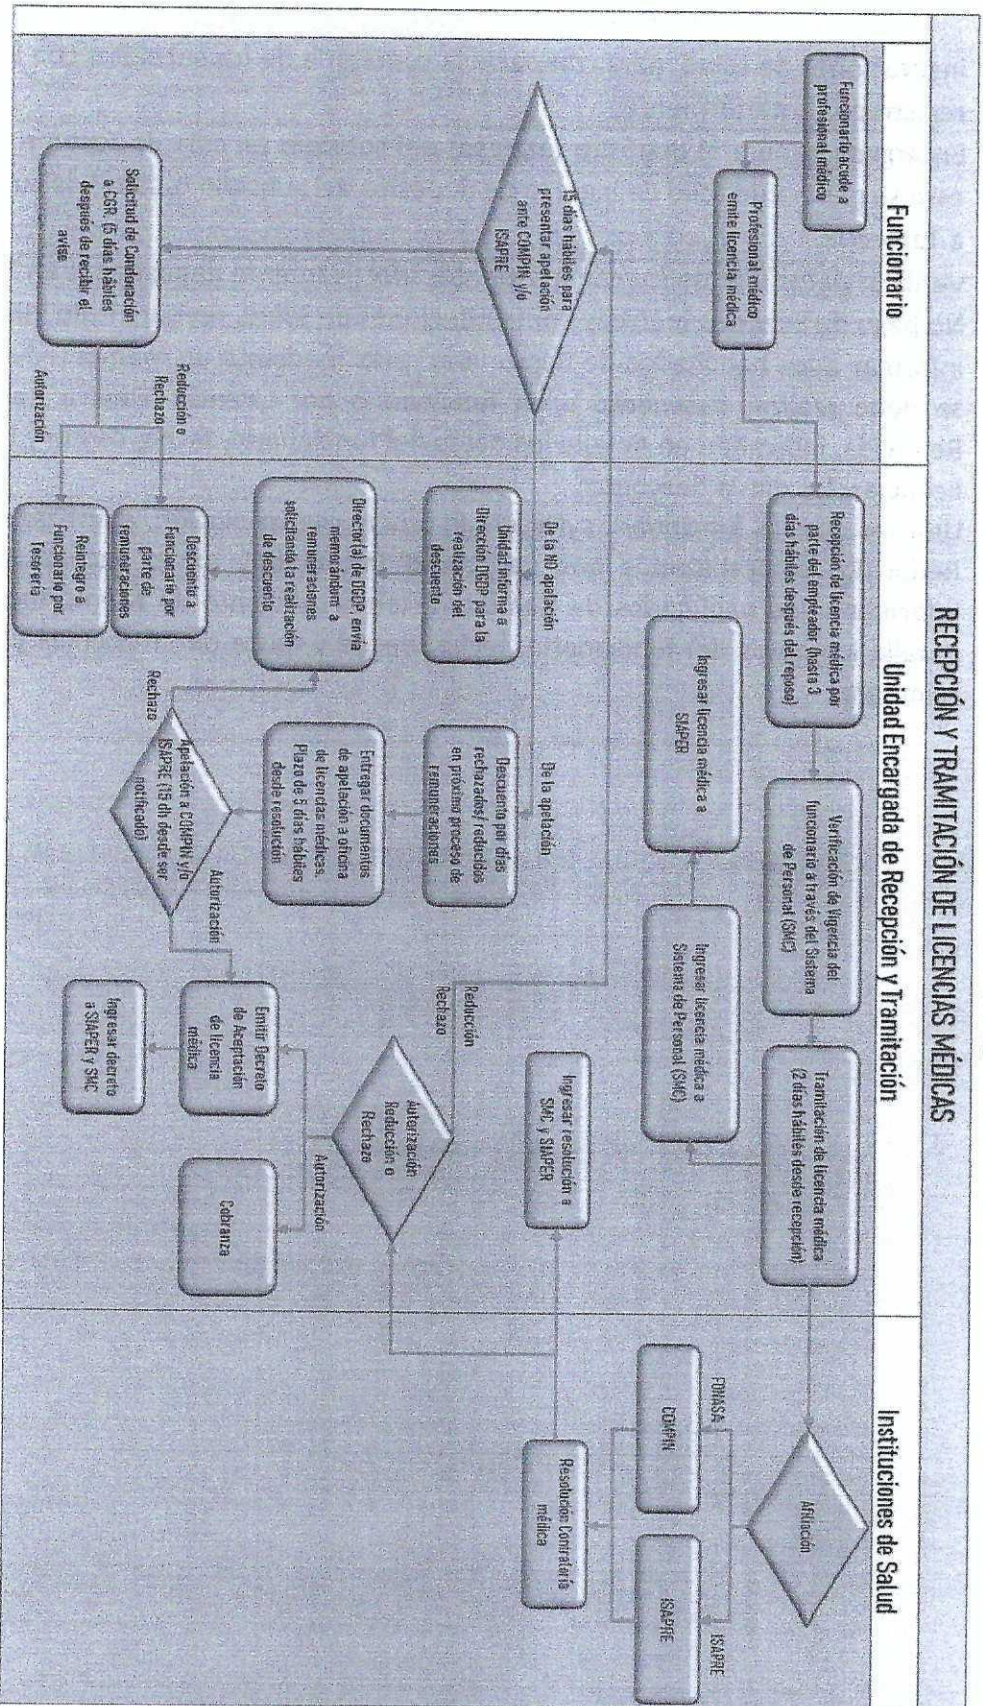 RECEPCIÓN Y TRAMITACIÓN DE LICENCIAS MÉDICAS
Funcionario
Unidad Encargada de Recepción y Tramitación
Instituciones de Salud
Funcionario acude a
profesional médico
Profesional médico
emite licencia médica
Recepción de licencia médica por
parte del empleador (hasta 3
días hábiles después del reposo)
Verificación de Vigencia del
funcionario a través del Sistema
de Personal (SMC)
Tramitación de licencia médica
(2 días hábiles desde recepción)
Afiliación
Ingresar licencia médica a
SIAPER
Ingresar licencia médica a
Sistema de Personal (SMC)
FONASA
ISAPRE
COMPIN
ISAPRE
Resolución Contraloría
médica
Ingresar resolución a
SMC y SIAPER
15 días hábiles para
presentar apelación
ante COMPIN y/o
ISAPRE
De la NO apelación
De la apelación
Unidad informa a
Dirección DGDP para la
realización del
descuento
Descuento por días
rechazados/ reducidos
en próximo proceso de
remuneraciones
Reducción
Rechazo
Autorización
Reducción o
Rechazo
Autorización
Director(a) de DGDP envía
memorándum a
remuneraciones
solicitando la realización
de descuento
Entregar documentos
de apelación a oficina
de licencias médicas.
Plazo de 5 días hábiles
desde resolución
Emitir Decreto
de Aceptación
de licencia
médica
Cobranza
Autorización
Apelación a COMPIN y/o
ISAPRE (15 dh desde ser
notificado)
Rechazo
Ingresar decreto
a SIAPER y SMC
Solicitud de Condonación
a CGR. (5 días hábiles
después de recibir el
aviso
Reducción o
Rechazo
Autorización
Descuento a
Funcionario por
parte de
remuneraciones
Reintegro a
Funcionario por
Tesorería